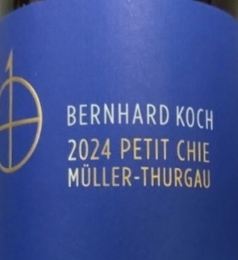 BERNHARD KOCH
2024 PETIT CHIE
MÜLLER-THURGAU